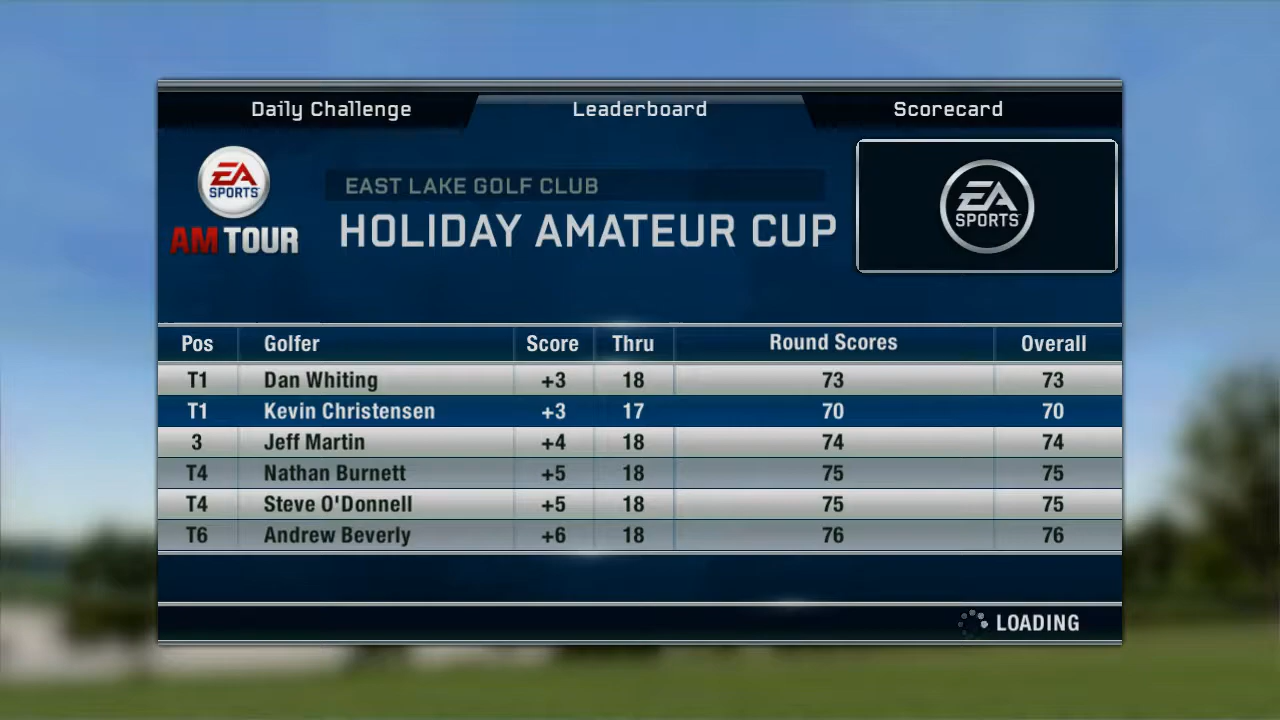 Daily Challenge Leaderboard Scorecard
EA
SPORTS
AM TOUR
EAST LAKE GOLF CLUB
HOLIDAY AMATEUR CUP
EA
SPORTS
Pos Golfer Score Thru Round Scores Overall
T1 Dan Whiting +3 18 73 73
T1 Kevin Christensen +3 17 70 70
3 Jeff Martin +4 18 74 74
T4 Nathan Burnett +5 18 75 75
T4 Steve O'Donnell +5 18 75 75
T6 Andrew Beverly +6 18 76 76
LOADING